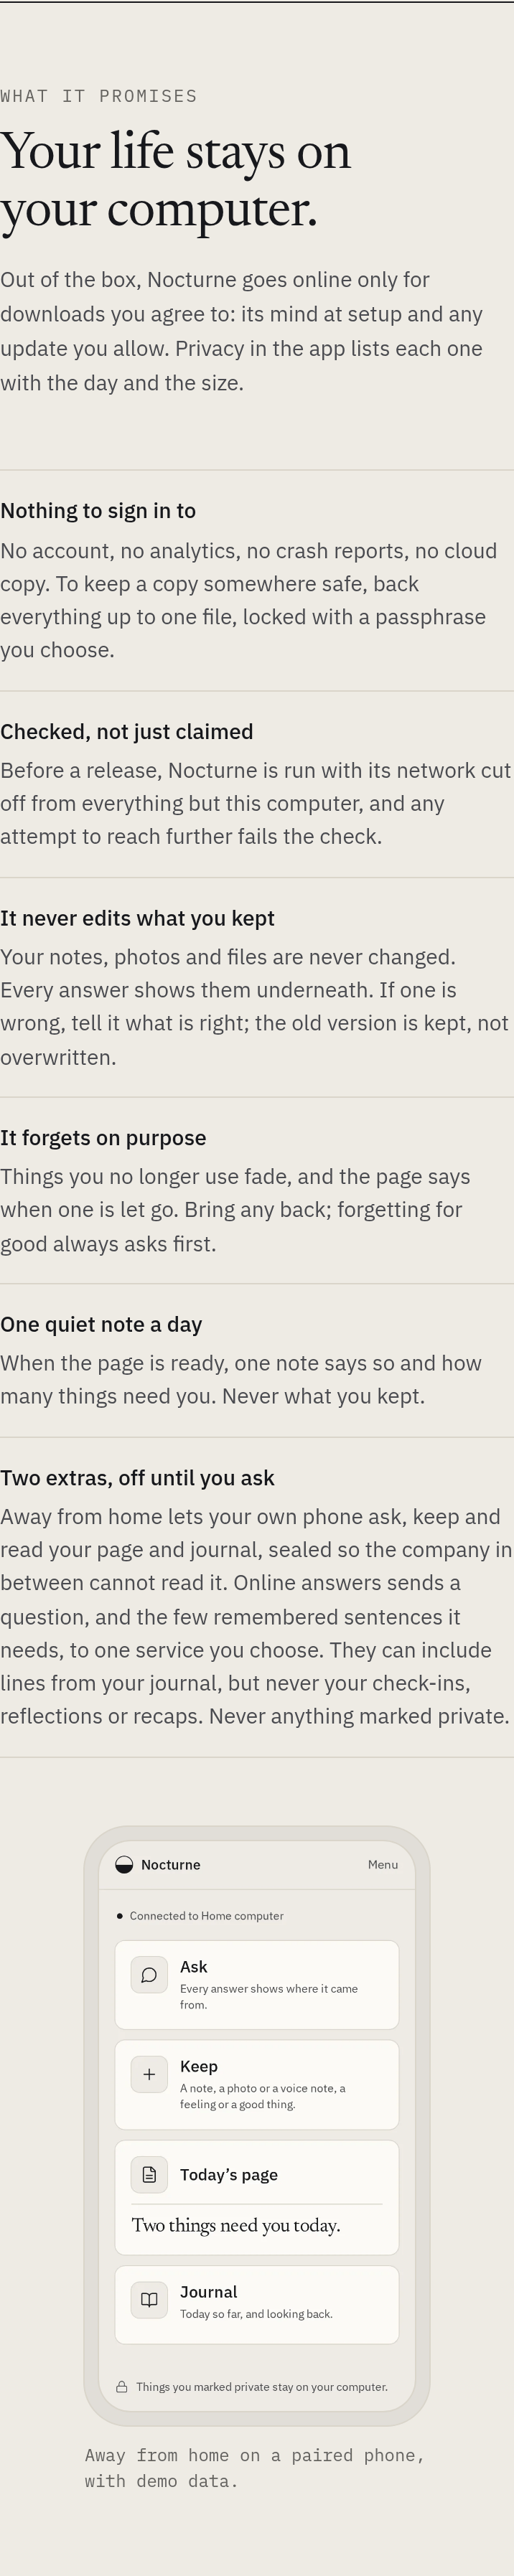 WHAT IT PROMISES
Your life stays on
your computer.
Out of the box, Nocturne goes online only for
downloads you agree to: its mind at setup and any
update you allow. Privacy in the app lists each one
with the day and the size.
Nothing to sign in to
No account, no analytics, no crash reports, no cloud
copy. To keep a copy somewhere safe, back
everything up to one file, locked with a passphrase
you choose.
Checked, not just claimed
Before a release, Nocturne is run with its network cut
off from everything but this computer, and any
attempt to reach further fails the check.
It never edits what you kept
Your notes, photos and files are never changed.
Every answer shows them underneath. If one is
wrong, tell it what is right; the old version is kept, not
overwritten.
It forgets on purpose
Things you no longer use fade, and the page says
when one is let go. Bring any back; forgetting for
good always asks first.
One quiet note a day
When the page is ready, one note says so and how
many things need you. Never what you kept.
Two extras, off until you ask
Away from home lets your own phone ask, keep and
read your page and journal, sealed so the company in
between cannot read it. Online answers sends a
question, and the few remembered sentences it
needs, to one service you choose. They can include
lines from your journal, but never your check-ins,
reflections or recaps. Never anything marked private.
Nocturne
Menu
Connected to Home computer
Ask
Every answer shows where it came
from.
Keep
A note, a photo or a voice note, a
feeling or a good thing.
Today’s page
Two things need you today.
Journal
Today so far, and looking back.
Things you marked private stay on your computer.
Away from home on a paired phone,
with demo data.